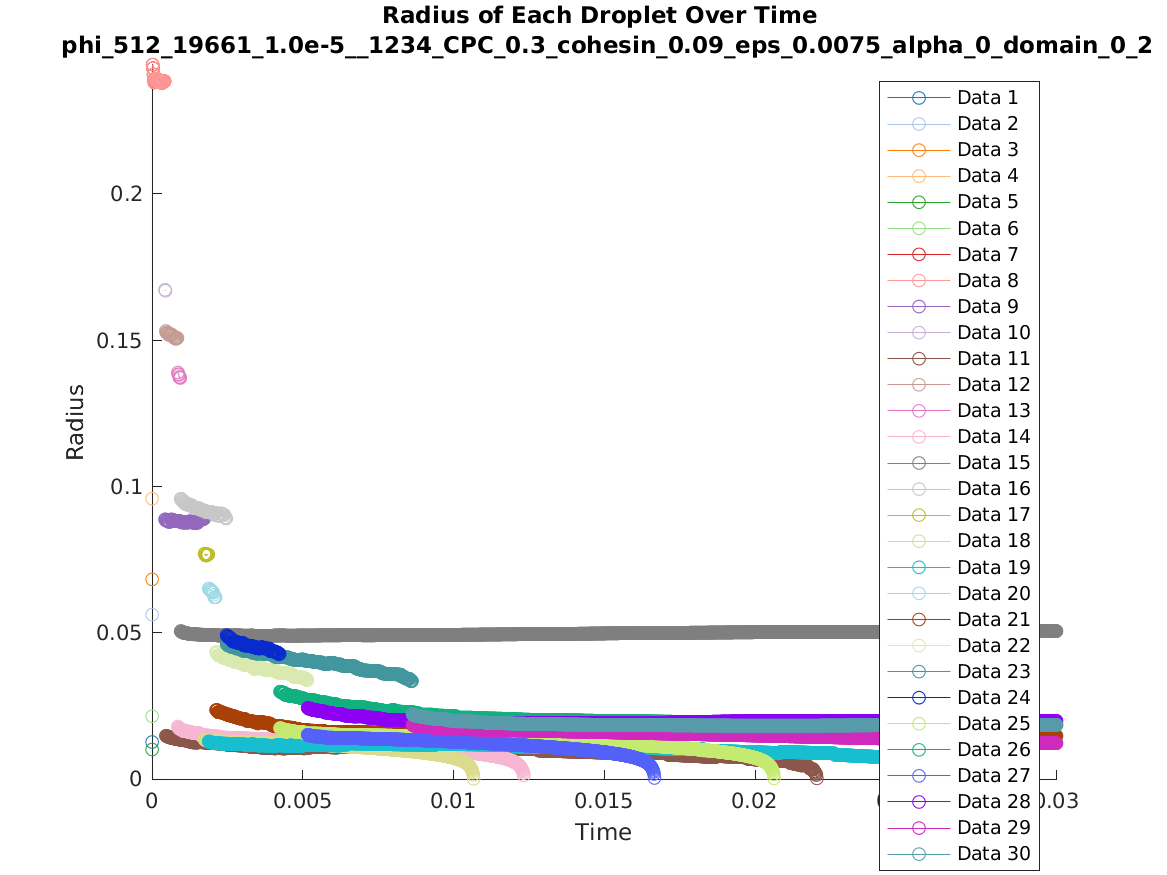 Radius of Each Droplet Over Time
phi_512_19661_1.0e-5__1234_CPC_0.3_cohesin_0.09_eps_0.0075_alpha_0_domain_0_2
Radius
0.2
0.15
0.1
0.05
0
0
0.005
0.01
0.015
0.02
0.03
Time
Data 1
Data 2
Data 3
Data 4
Data 5
Data 6
Data 7
Data 8
Data 9
Data 10
Data 11
Data 12
Data 13
Data 14
Data 15
Data 16
Data 17
Data 18
Data 19
Data 20
Data 21
Data 22
Data 23
Data 24
Data 25
Data 26
Data 27
Data 28
Data 29
Data 30